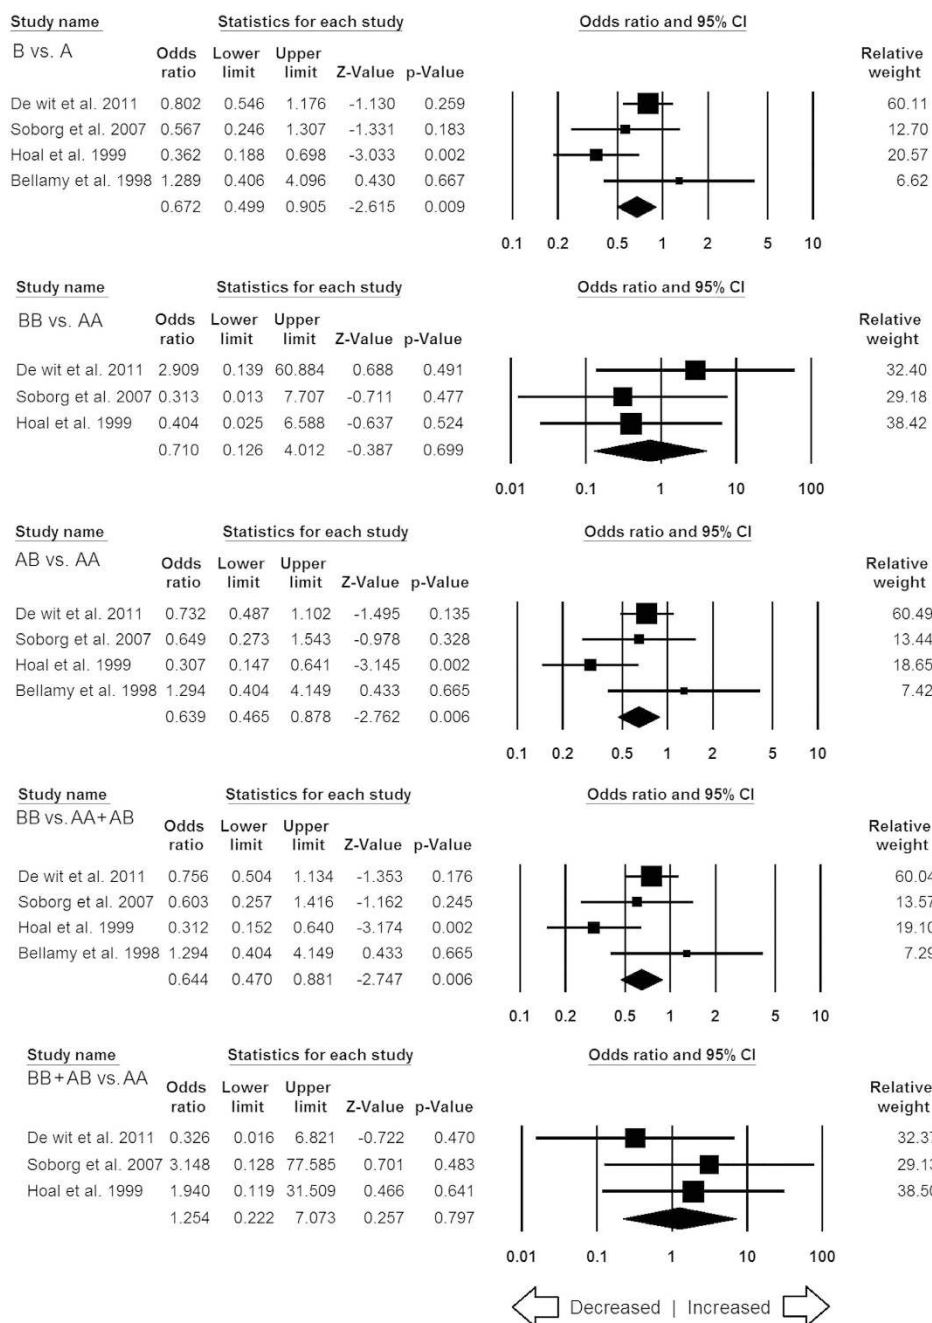 Study name Statistics for each study Odds ratio and 95% CI
B vs. A Odds ratio Lower limit Upper limit Z-Value p-Value Relative weight
De wit et al. 2011 0.802 0.546 1.176 -1.130 0.259 60.11
Soborg et al. 2007 0.567 0.246 1.307 -1.331 0.183 12.70
Hoal et al. 1999 0.362 0.188 0.698 -3.033 0.002 20.57
Bellamy et al. 1998 1.289 0.406 4.096 0.430 0.667 6.62
0.672 0.499 0.905 -2.615 0.009
0.1 0.2 0.5 1 2 5 10
Study name Statistics for each study Odds ratio and 95% CI
BB vs. AA Odds ratio Lower limit Upper limit Z-Value p-Value Relative weight
De wit et al. 2011 2.909 0.139 60.884 0.688 0.491 32.40
Soborg et al. 2007 0.313 0.013 7.707 -0.711 0.477 29.18
Hoal et al. 1999 0.404 0.025 6.588 -0.637 0.524 38.42
0.710 0.126 4.012 -0.387 0.699
0.01 0.1 1 10 100
Study name Statistics for each study Odds ratio and 95% CI
AB vs. AA Odds ratio Lower limit Upper limit Z-Value p-Value Relative weight
De wit et al. 2011 0.732 0.487 1.102 -1.495 0.135 60.49
Soborg et al. 2007 0.649 0.273 1.543 -0.978 0.328 13.44
Hoal et al. 1999 0.307 0.147 0.641 -3.145 0.002 18.65
Bellamy et al. 1998 1.294 0.404 4.149 0.433 0.665 7.42
0.639 0.465 0.878 -2.762 0.006
0.1 0.2 0.5 1 2 5 10
Study name Statistics for each study Odds ratio and 95% CI
BB vs. AA+AB Odds ratio Lower limit Upper limit Z-Value p-Value Relative weight
De wit et al. 2011 0.756 0.504 1.134 -1.353 0.176 60.04
Soborg et al. 2007 0.603 0.257 1.416 -1.162 0.245 13.57
Hoal et al. 1999 0.312 0.152 0.640 -3.174 0.002 19.10
Bellamy et al. 1998 1.294 0.404 4.149 0.433 0.665 7.29
0.644 0.470 0.881 -2.747 0.006
0.1 0.2 0.5 1 2 5 10
Study name Statistics for each study Odds ratio and 95% CI
BB+AB vs. AA Odds ratio Lower limit Upper limit Z-Value p-Value Relative weight
De wit et al. 2011 0.326 0.016 6.821 -0.722 0.470 32.37
Soborg et al. 2007 3.148 0.128 77.585 0.701 0.483 29.13
Hoal et al. 1999 1.940 0.119 31.509 0.466 0.641 38.50
1.254 0.222 7.073 0.257 0.797
0.01 0.1 1 10 100
Decreased | Increased